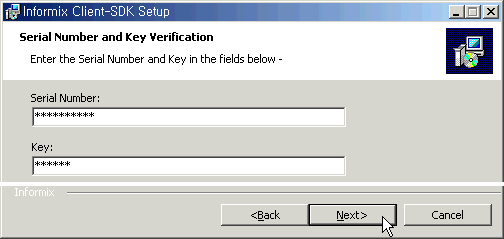 Informix Client-SDK Setup
Serial Number and Key Verification
Enter the Serial Number and Key in the fields below -
Serial Number:
**********
Key:
******
Informix
<Back Next> Cancel